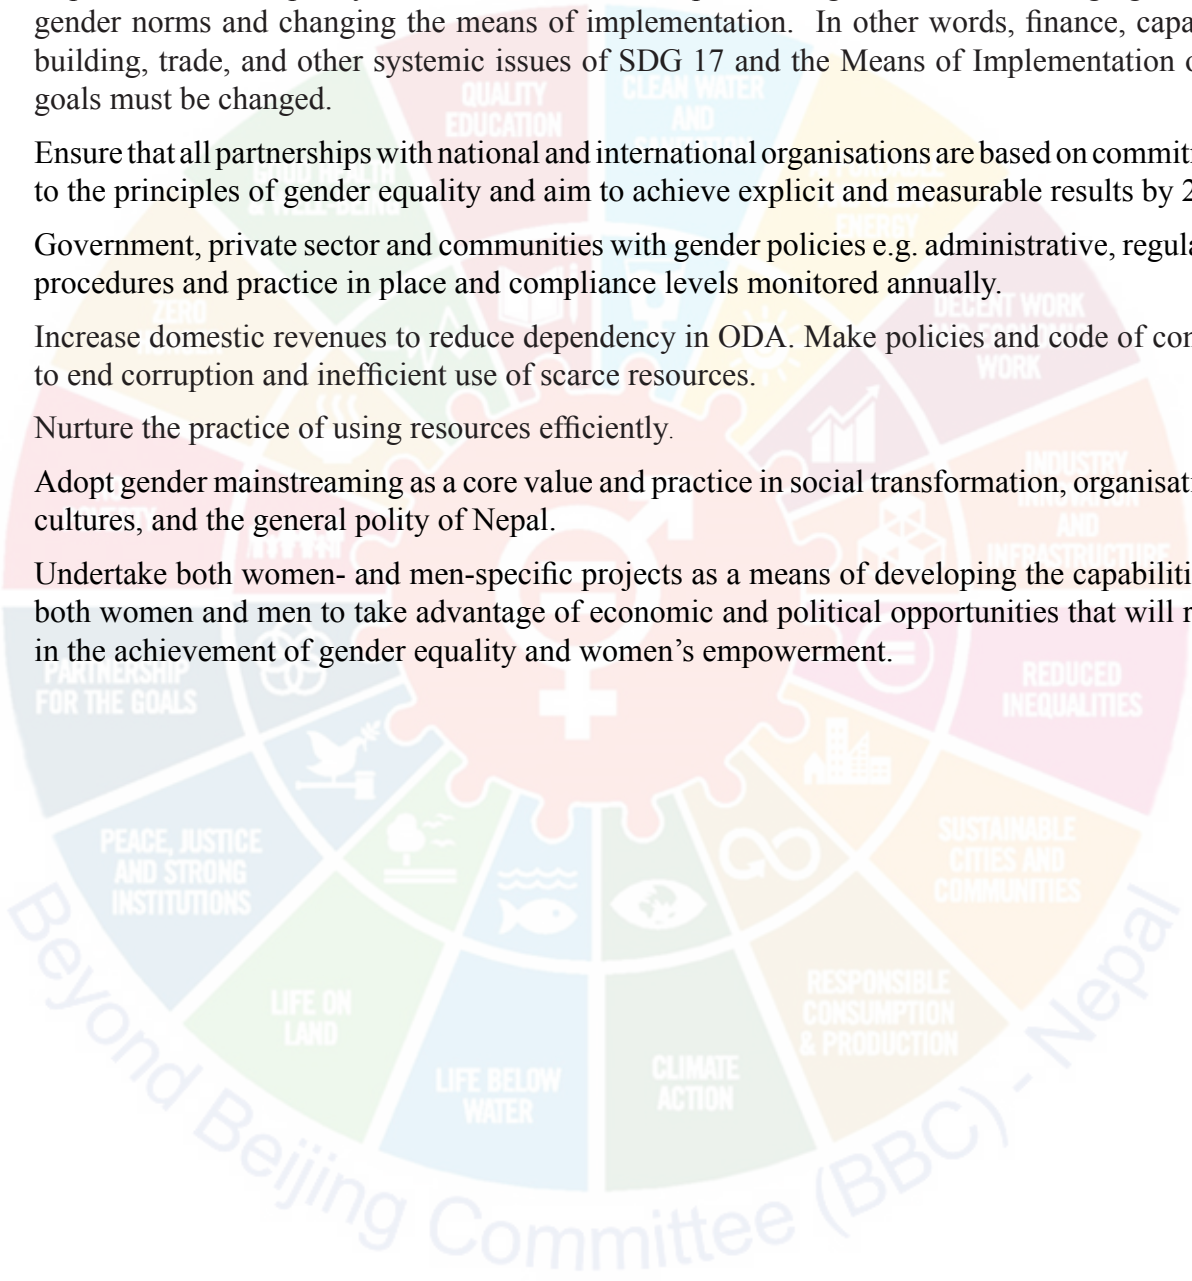 gender norms and changing the means of implementation. In other words, finance,
building, trade, and other systemic issues of SDG 17 and the Means of Implementation
goals must be changed.
Ensure that all partnerships with national and international organisations are based on
to the principles of gender equality and aim to achieve explicit and measurable results by
Government, private sector and communities with gender policies e.g. administrative,
procedures and practice in place and compliance levels monitored annually.
Increase domestic revenues to reduce dependency in ODA. Make policies and code of
to end corruption and inefficient use of scarce resources.
Nurture the practice of using resources efficiently.
Adopt gender mainstreaming as a core value and practice in social transformation,
cultures, and the general polity of Nepal.
Undertake both women- and men-specific projects as a means of developing the
both women and men to take advantage of economic and political opportunities that will
in the achievement of gender equality and women’s empowerment.
QUALITY
EDUCATION
CLEAN WATER
AND
ENERGY
ZERO
DECENT WORK
WORK
INDUSTRY,
AND
INFRASTRUCTURE
PARTNERSHIP
FOR THE GOALS
REDUCED
INEQUALITIES
PEACE, JUSTICE
AND STRONG
INSTITUTIONS
SUSTAINABLE
CITIES AND
COMMUNITIES
LIFE ON
LAND
RESPONSIBLE
CONSUMPTION
& PRODUCTION
LIFE BELOW
WATER
CLIMATE
ACTION
Beyond Beijing Committee (BBC) - Nepal